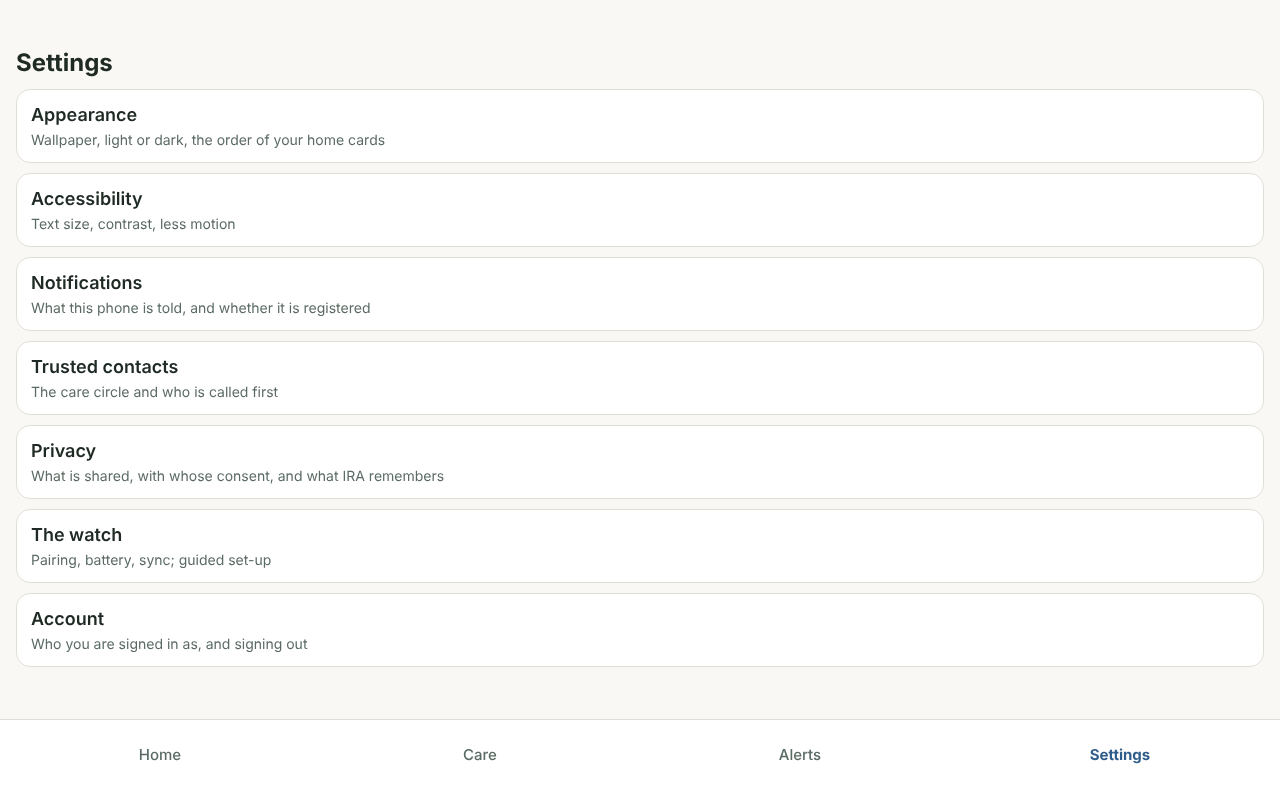 Settings
Appearance
Wallpaper, light or dark, the order of your home cards
Accessibility
Text size, contrast, less motion
Notifications
What this phone is told, and whether it is registered
Trusted contacts
The care circle and who is called first
Privacy
What is shared, with whose consent, and what IRA remembers
The watch
Pairing, battery, sync; guided set-up
Account
Who you are signed in as, and signing out
Home
Care
Alerts
Settings